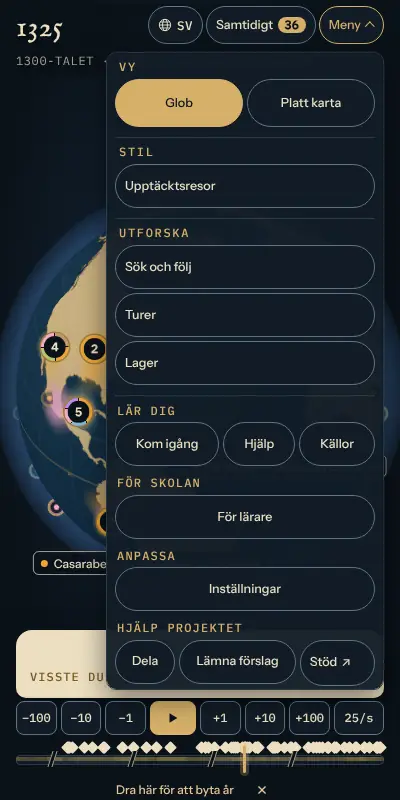 1325
SV
Samtidigt 36
Meny
1300-TALET
VY
Glob
Platt karta
STIL
Upptäcktsresor
UTFORSKA
Sök och följ
Turer
Lager
4
2
5
LÄR DIG
Kom igång
Hjälp
Källor
FÖR SKOLAN
För lärare
ANPASSA
Inställningar
Casarabe
HJÄLP PROJEKTET
Dela
Lämna förslag
Stöd ↗
VISSTE DU
−100
−10
−1
+1
+10
+100
25/s
Dra här för att byta år ✕